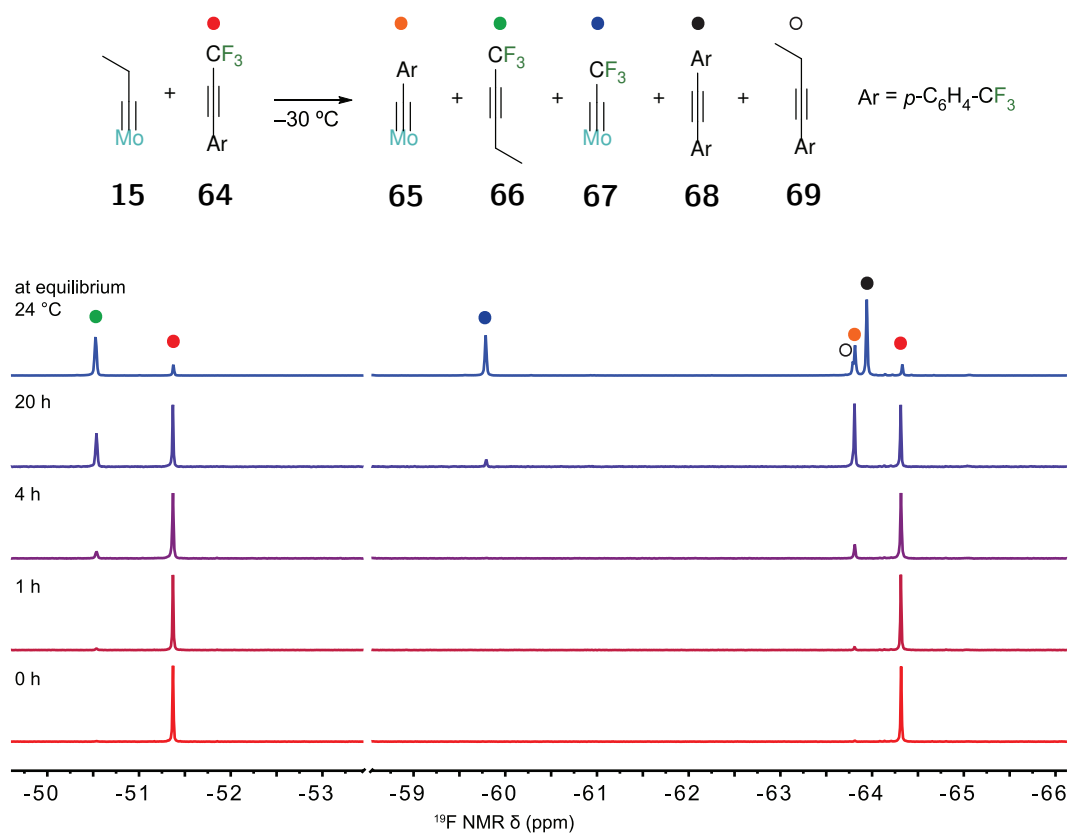 CF3
Ar
CF3
Ar
CF3
Ar
Mo
+
Ar
–30 ºC
Mo
+
+
Mo
+
Ar
+
Ar
Ar = p-C6H4-CF3
15
64
65
66
67
68
69
at equilibrium
24 °C
20 h
4 h
1 h
0 h
-50 -51 -52 -53 -59 -60 -61 -62 -63 -64 -65 -66
19F NMR δ (ppm)